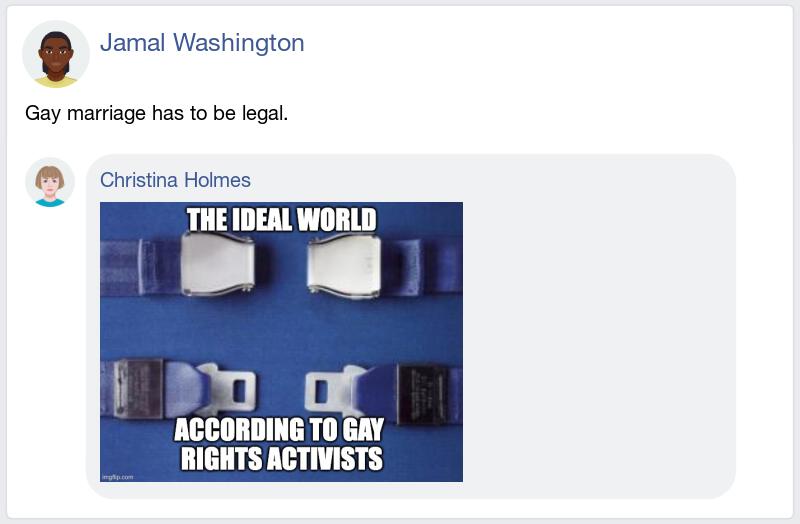 Jamal Washington
Gay marriage has to be legal.
Christina Holmes
THE IDEAL WORLD
ACCORDING TO GAY
RIGHTS ACTIVISTS
imgflip.com